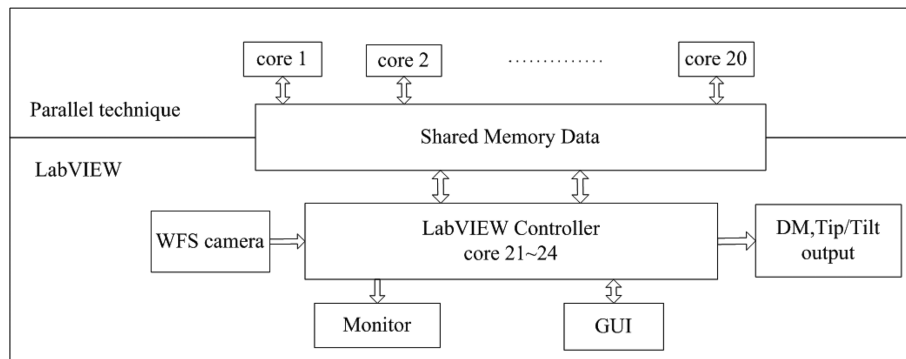 core 1
core 2
..............
core 20
Parallel technique
Shared Memory Data
LabVIEW
WFS camera
LabVIEW Controller
core 21~24
DM,Tip/Tilt
output
Monitor
GUI